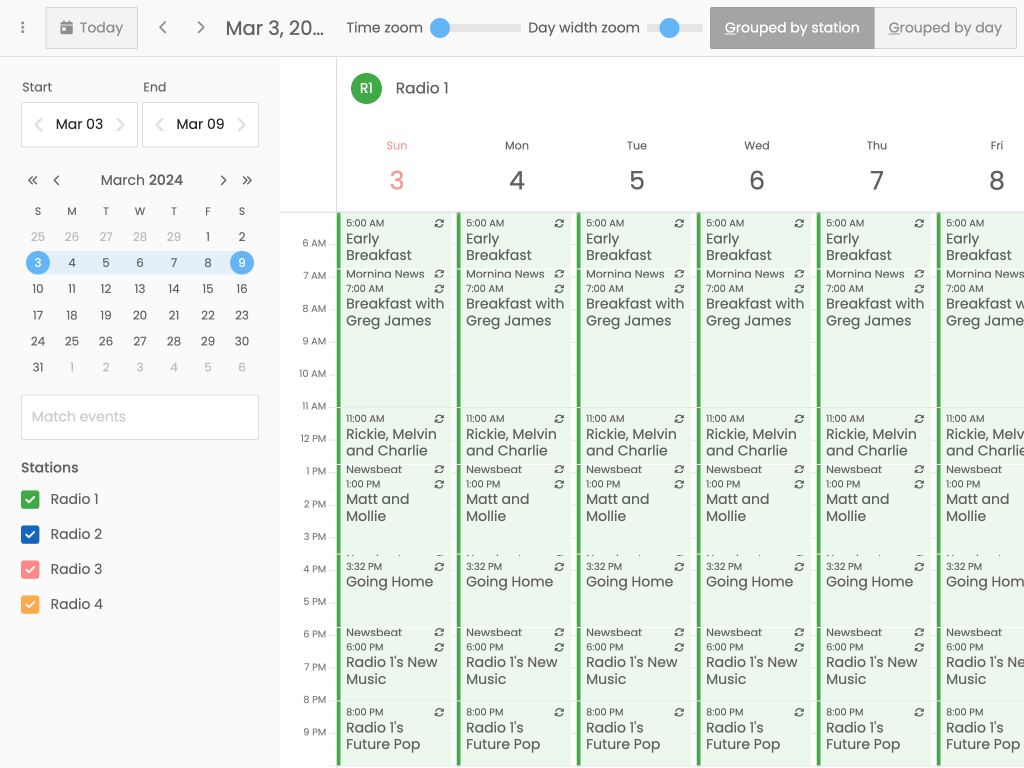 Today
Mar 3, 20...
Time zoom
Day width zoom
Grouped by station
Grouped by day
Start
End
Mar 03
Mar 09
March 2024
S M T W T F S
25 26 27 28 29 1 2
3 4 5 6 7 8 9
10 11 12 13 14 15 16
17 18 19 20 21 22 23
24 25 26 27 28 29 30
31 1 2 3 4 5 6
Match events
Stations
Radio 1
Radio 2
Radio 3
Radio 4
R1 Radio 1
Sun Mon Tue Wed Thu Fri
3 4 5 6 7 8
6 AM
7 AM
8 AM
9 AM
10 AM
11 AM
12 PM
1 PM
2 PM
3 PM
4 PM
5 PM
6 PM
7 PM
8 PM
9 PM
5:00 AM 5:00 AM 5:00 AM 5:00 AM 5:00 AM 5:00 AM
Early Early Early Early Early Early
Breakfast Breakfast Breakfast Breakfast Breakfast Breakfast
Morning News Morning News Morning News Morning News Morning News Morning News
7:00 AM 7:00 AM 7:00 AM 7:00 AM 7:00 AM 7:00 AM
Breakfast with Breakfast with Breakfast with Breakfast with Breakfast with Breakfast w
Greg James Greg James Greg James Greg James Greg James Greg Jame
11:00 AM 11:00 AM 11:00 AM 11:00 AM 11:00 AM 11:00 AM
Rickie, Melvin Rickie, Melvin Rickie, Melvin Rickie, Melvin Rickie, Melvin Rickie, Melv
and Charlie and Charlie and Charlie and Charlie and Charlie and Charlie
Newsbeat Newsbeat Newsbeat Newsbeat Newsbeat Newsbeat
1:00 PM 1:00 PM 1:00 PM 1:00 PM 1:00 PM 1:00 PM
Matt and Matt and Matt and Matt and Matt and Matt and
Mollie Mollie Mollie Mollie Mollie Mollie
3:32 PM 3:32 PM 3:32 PM 3:32 PM 3:32 PM 3:32 PM
Going Home Going Home Going Home Going Home Going Home Going Hom
Newsbeat Newsbeat Newsbeat Newsbeat Newsbeat Newsbeat
6:00 PM 6:00 PM 6:00 PM 6:00 PM 6:00 PM 6:00 PM
Radio 1's New Radio 1's New Radio 1's New Radio 1's New Radio 1's New Radio 1's N
Music Music Music Music Music Music
8:00 PM 8:00 PM 8:00 PM 8:00 PM 8:00 PM 8:00 PM
Radio 1's Radio 1's Radio 1's Radio 1's Radio 1's Radio 1's
Future Pop Future Pop Future Pop Future Pop Future Pop Future Pop